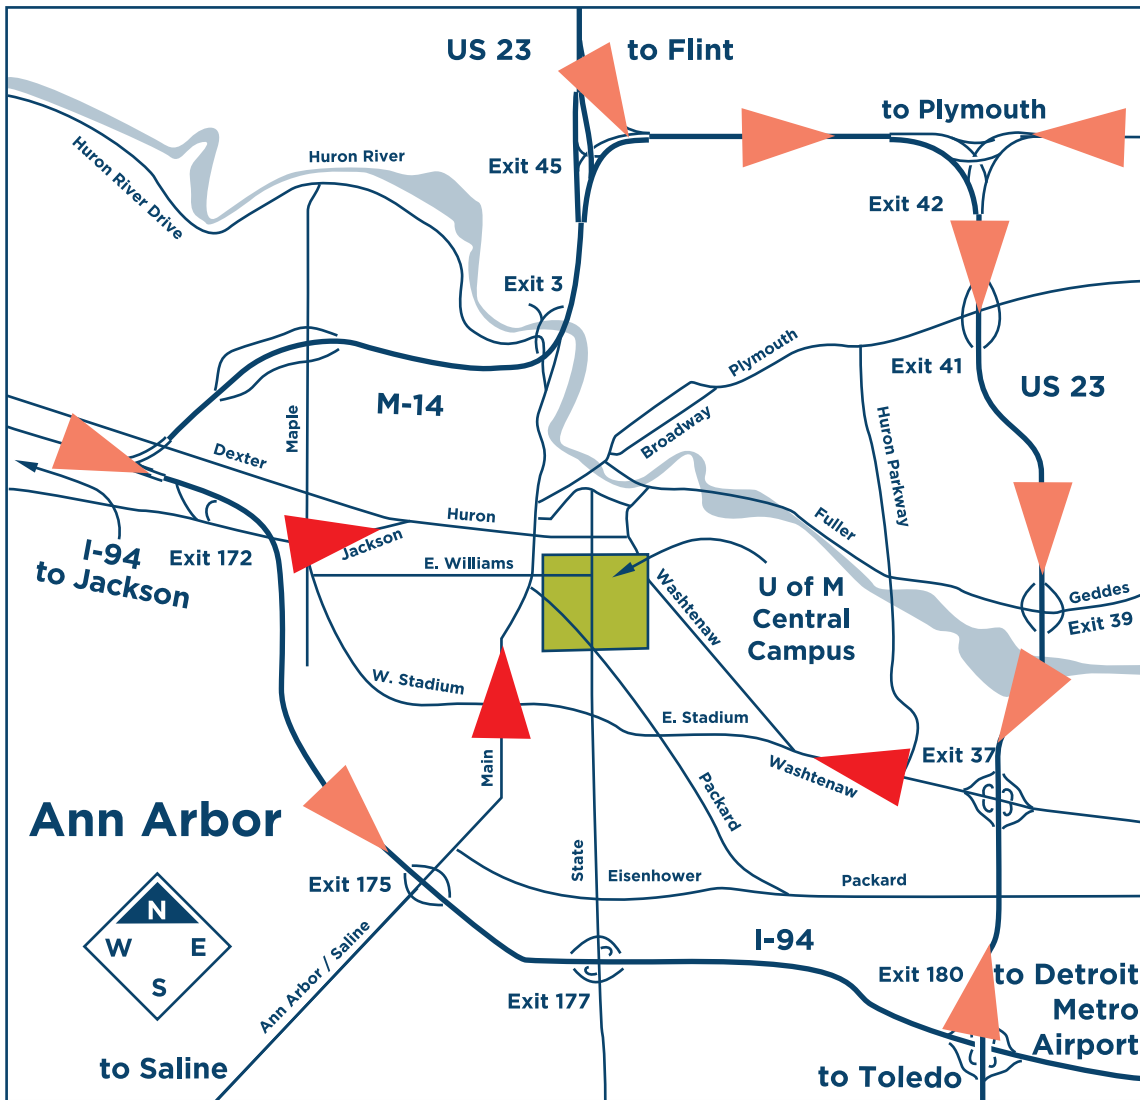 US 23
to Flint
to Plymouth
Huron River
Huron River Drive
Exit 45
Exit 42
Exit 3
Plymouth
Exit 41
US 23
M-14
Maple
Broadway
Huron Parkway
Dexter
Huron
Fuller
Jackson
Exit 172
I-94
to Jackson
E. Williams
Washtenaw
U of M
Central
Campus
Geddes
Exit 39
W. Stadium
E. Stadium
Main
Washtenaw
Exit 37
Packard
Ann Arbor
State
Exit 175
Eisenhower
Packard
N
W
E
S
Ann Arbor / Saline
I-94
Exit 177
Exit 180
to Detroit
Metro
Airport
to Saline
to Toledo